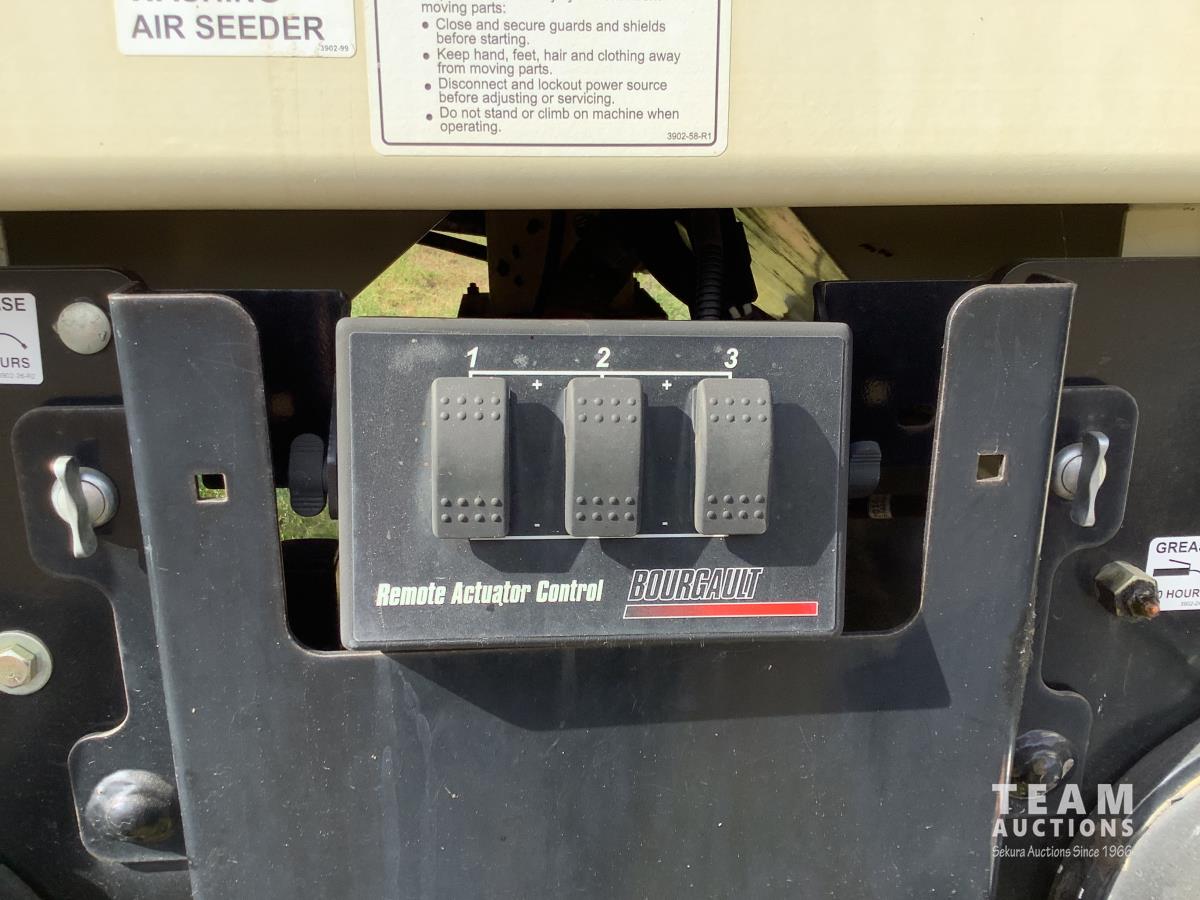 AIR SEEDER
3902-99
moving parts:
• Close and secure guards and shields
before starting.
• Keep hand, feet, hair and clothing away
from moving parts.
• Disconnect and lockout power source
before adjusting or servicing.
• Do not stand or climb on machine when
operating.
3902-58-R1
1 2 3
+ +
- -
Remote Actuator Control
BOURGAULT
GREAS
HOUR
TEAM
AUCTIONS
Sekura Auctions Since 1966